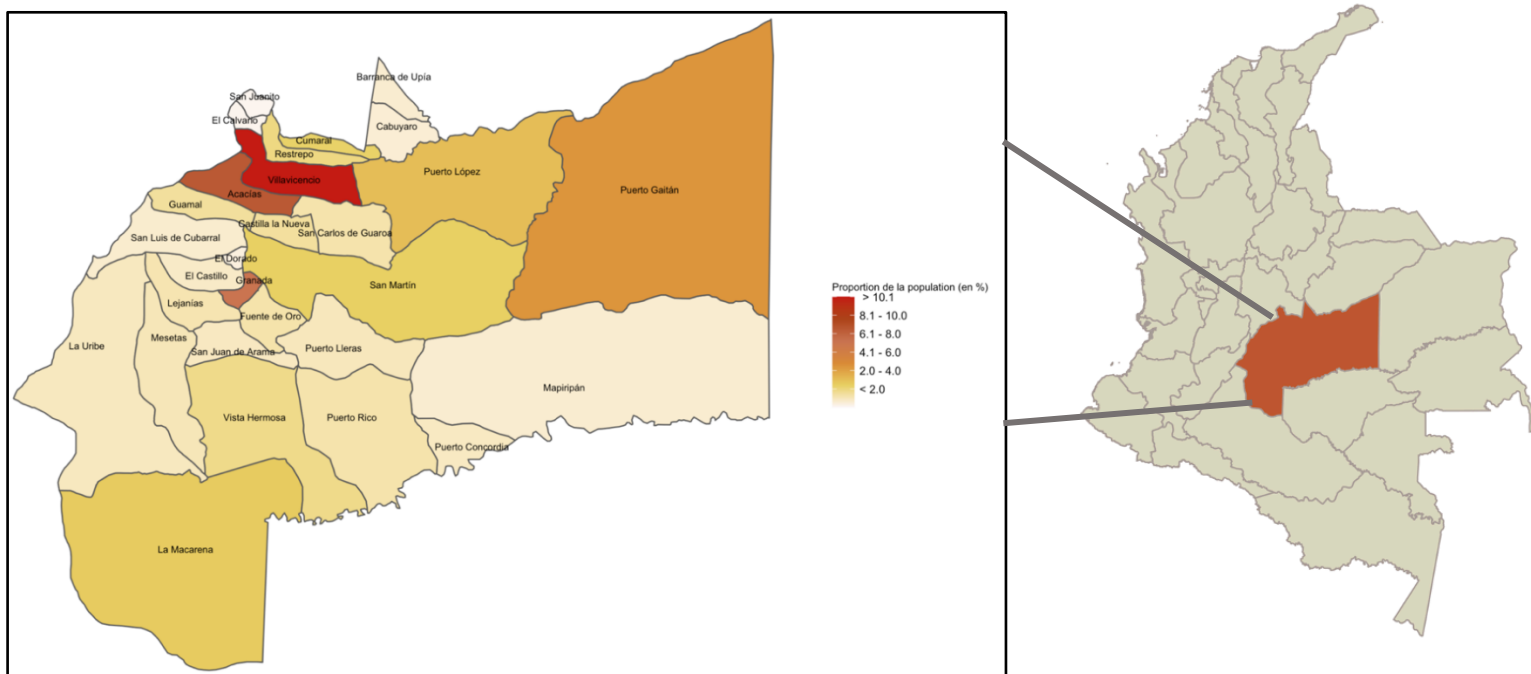 Barranca de Upía
San Juanito
El Calvario
Cabuyaro
Cumaral
Restrepo
Puerto López
Villavicencio
Puerto Gaitán
Acacías
Guamal
Castilla la Nueva
San Carlos de Guaroa
San Luis de Cubarral
El Dorado
El Castillo
Granada
San Martín
Proportion de la population (en %)
> 10.1
8.1 - 10.0
6.1 - 8.0
4.1 - 6.0
2.0 - 4.0
< 2.0
Lejanías
Fuente de Oro
Mesetas
La Uribe
San Juan de Arama
Puerto Lleras
Mapiripán
Vista Hermosa
Puerto Rico
Puerto Concordia
La Macarena